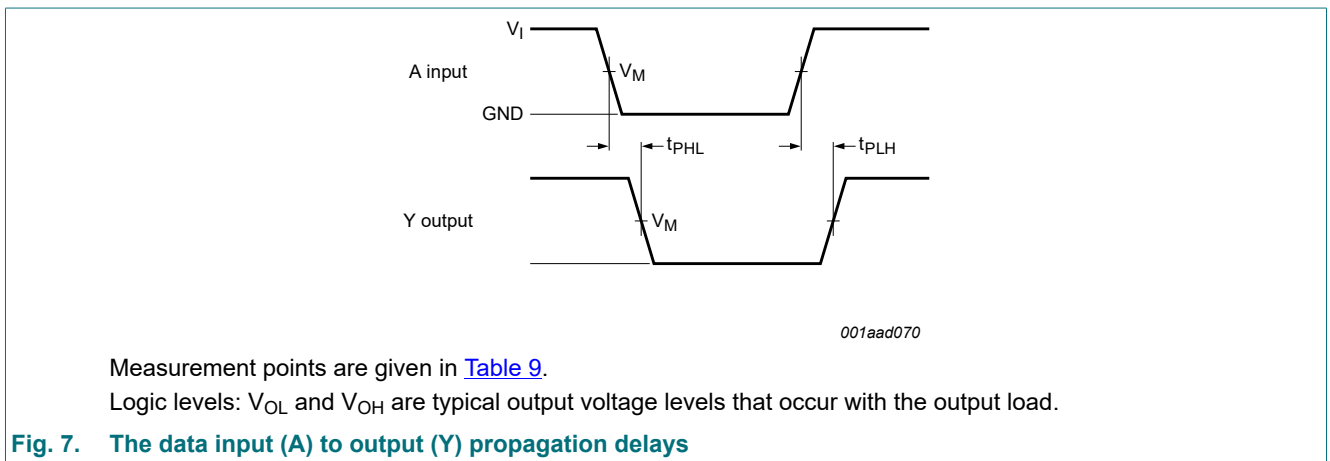 V_I
A input
V_M
GND
t_PHL
t_PLH
Y output
V_M
001aad070
Measurement points are given in Table 9.
Logic levels: V_OL and V_OH are typical output voltage levels that occur with the output load.
Fig. 7. The data input (A) to output (Y) propagation delays